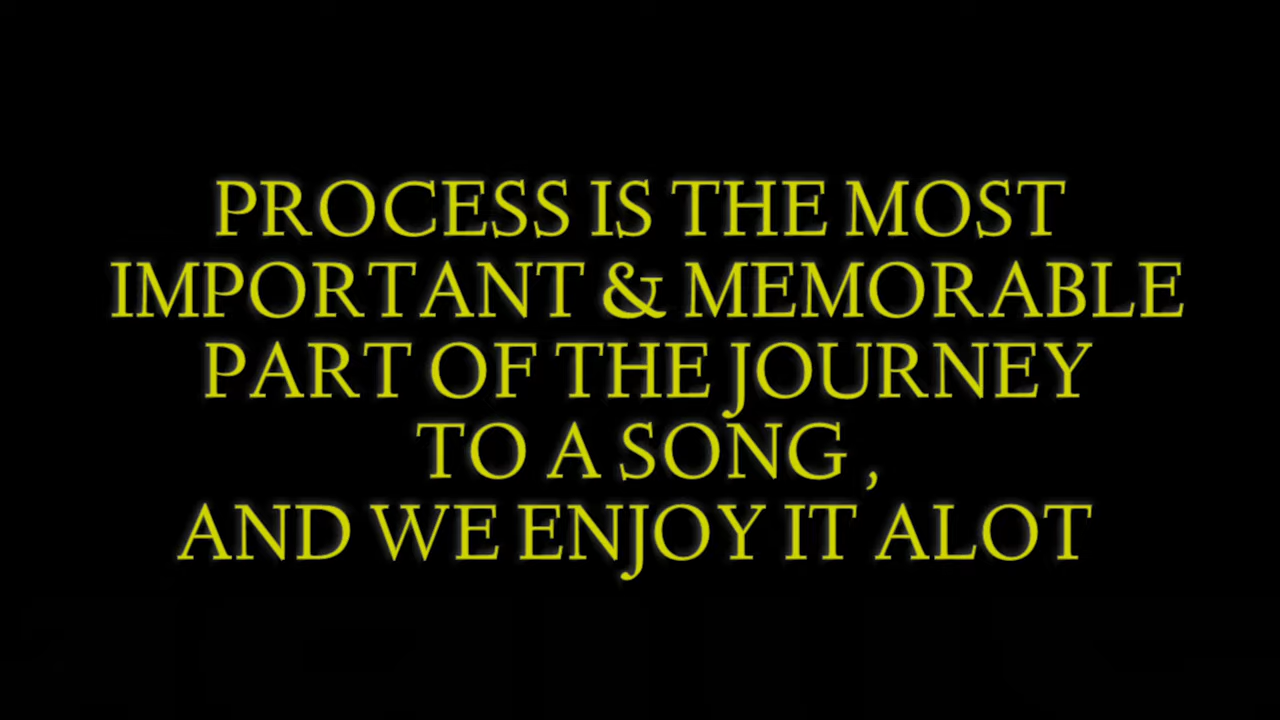 PROCESS IS THE MOST
IMPORTANT & MEMORABLE
PART OF THE JOURNEY
TO A SONG ,
AND WE ENJOY IT ALOT